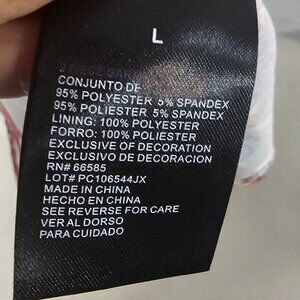 L
CONJUNTO DE
95% POLYESTER 5% SPANDEX
95% POLIESTER 5% SPANDEX
LINING: 100% POLYESTER
FORRO: 100% POLIÉSTER
EXCLUSIVE OF DECORATION
EXCLUSIVO DE DECORACION
RN# 66585
LOT# PC106544JX
MADE IN CHINA
HECHO EN CHINA
SEE REVERSE FOR CARE
VER AL DORSO
PARA CUIDADO